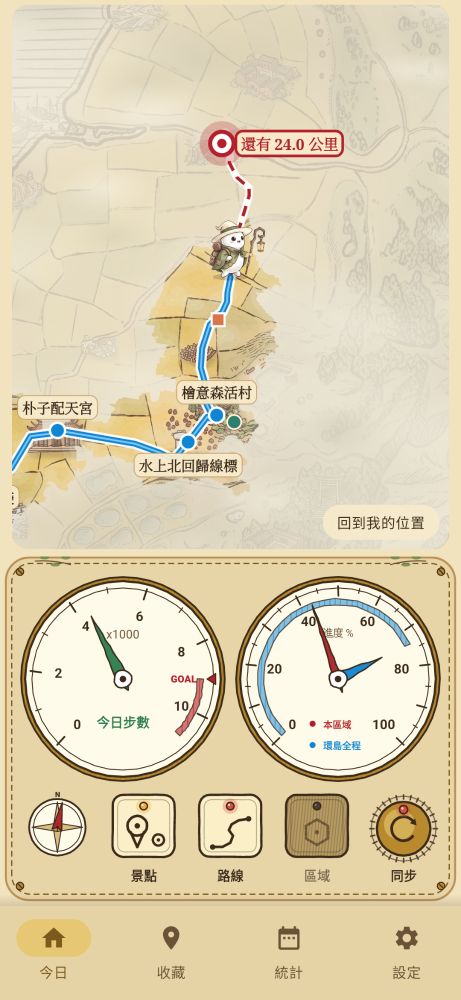 還有 24.0 公里
檜意森活村
朴子配天宮
水上北回歸線標
回到我的位置
0
2
4
6
8
10
x1000
GOAL
今日步數
0
20
40
60
80
100
進度 %
本區域
環島全程
N
景點
路線
區域
同步
今日
收藏
統計
設定